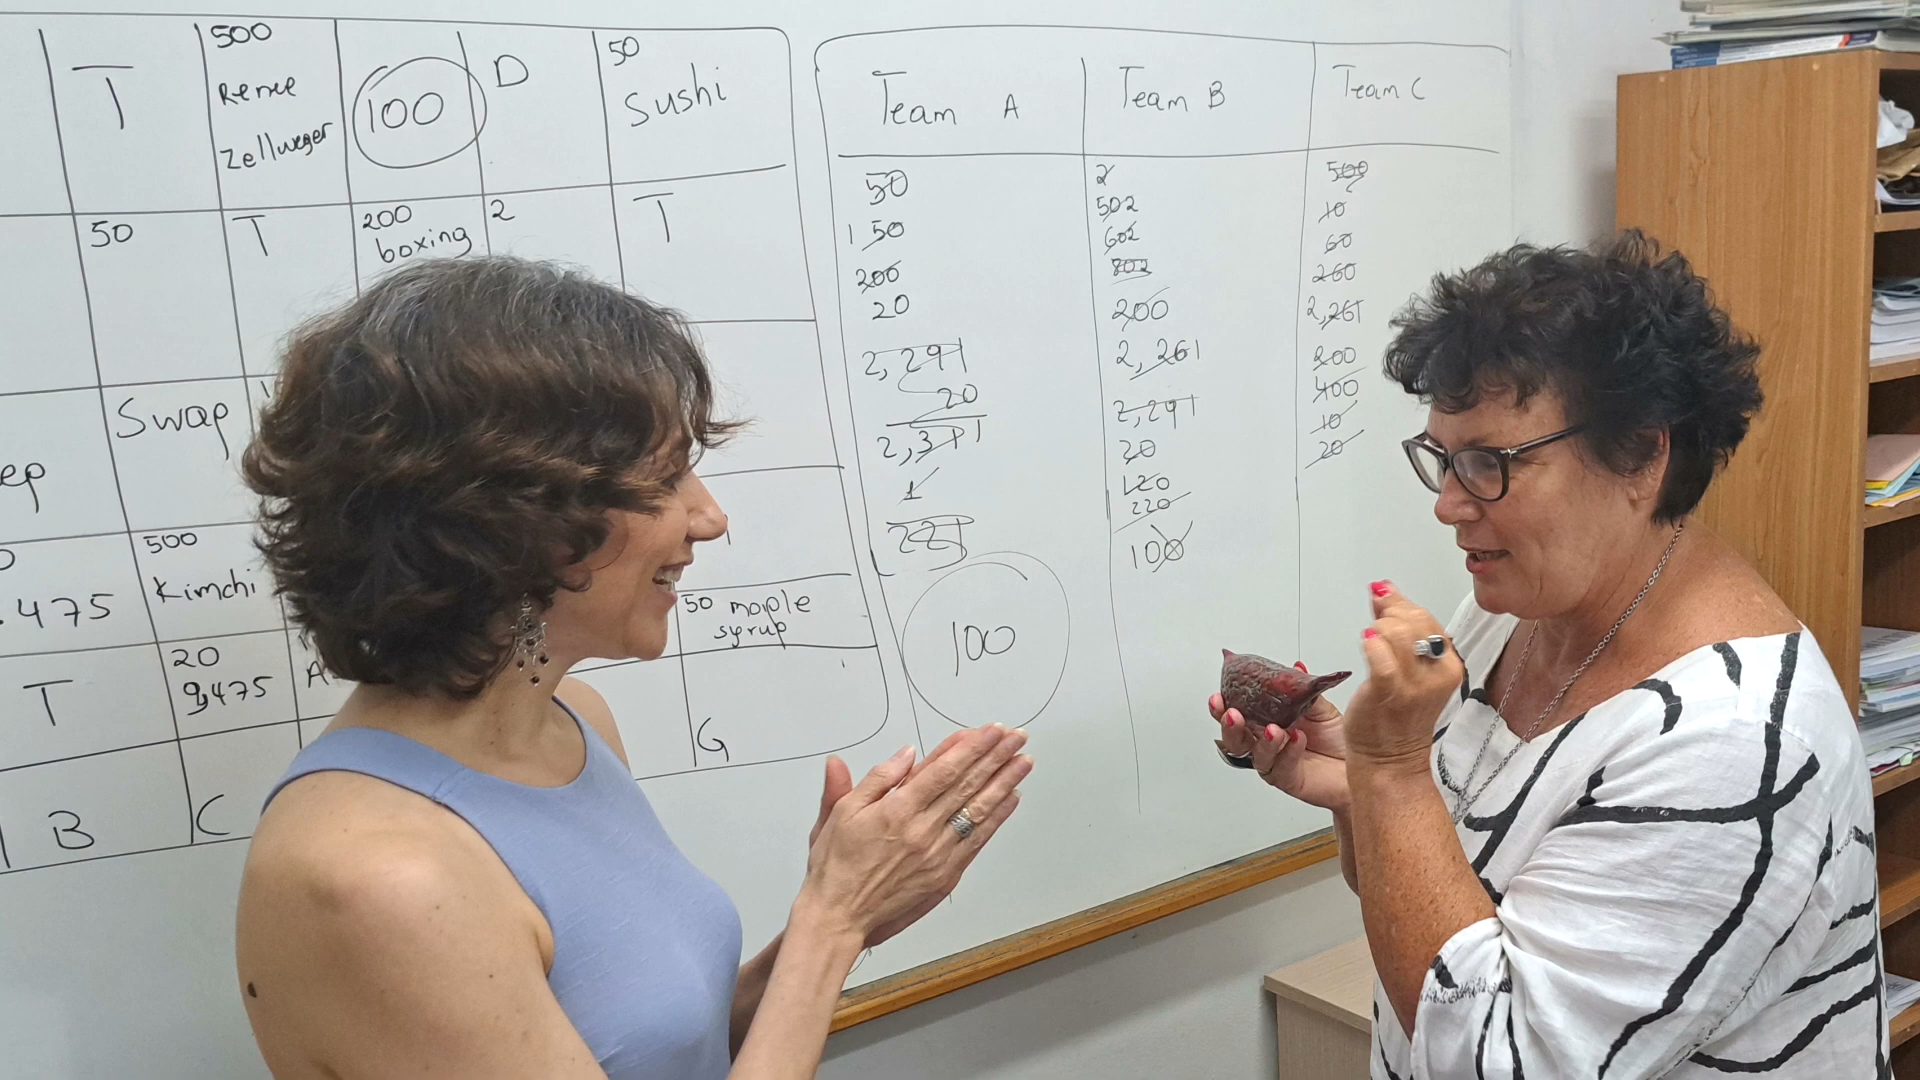 T
500
Renee
Zellweger
100
D
50
Sushi
50
T
200
boxing
2
T
ep
Swap
475
500
Kimchi
50 maple
syrup
T
20
9,475
A
G
B
C
Team A
50
150
200
20
2,291
20
2,311
1
221
100
Team B
2
502
602
802
200
2,261
2,291
20
120
220
100
Team C
500
10
60
260
2,261
200
400
10
20